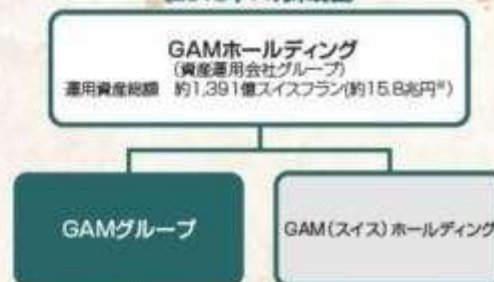 GAMホールディング
(資産運用会社グループ)
運用資産総額 約1,391億スイスフラン(約15.8兆円※)
GAMグループ
GAM(スイス)ホールディング